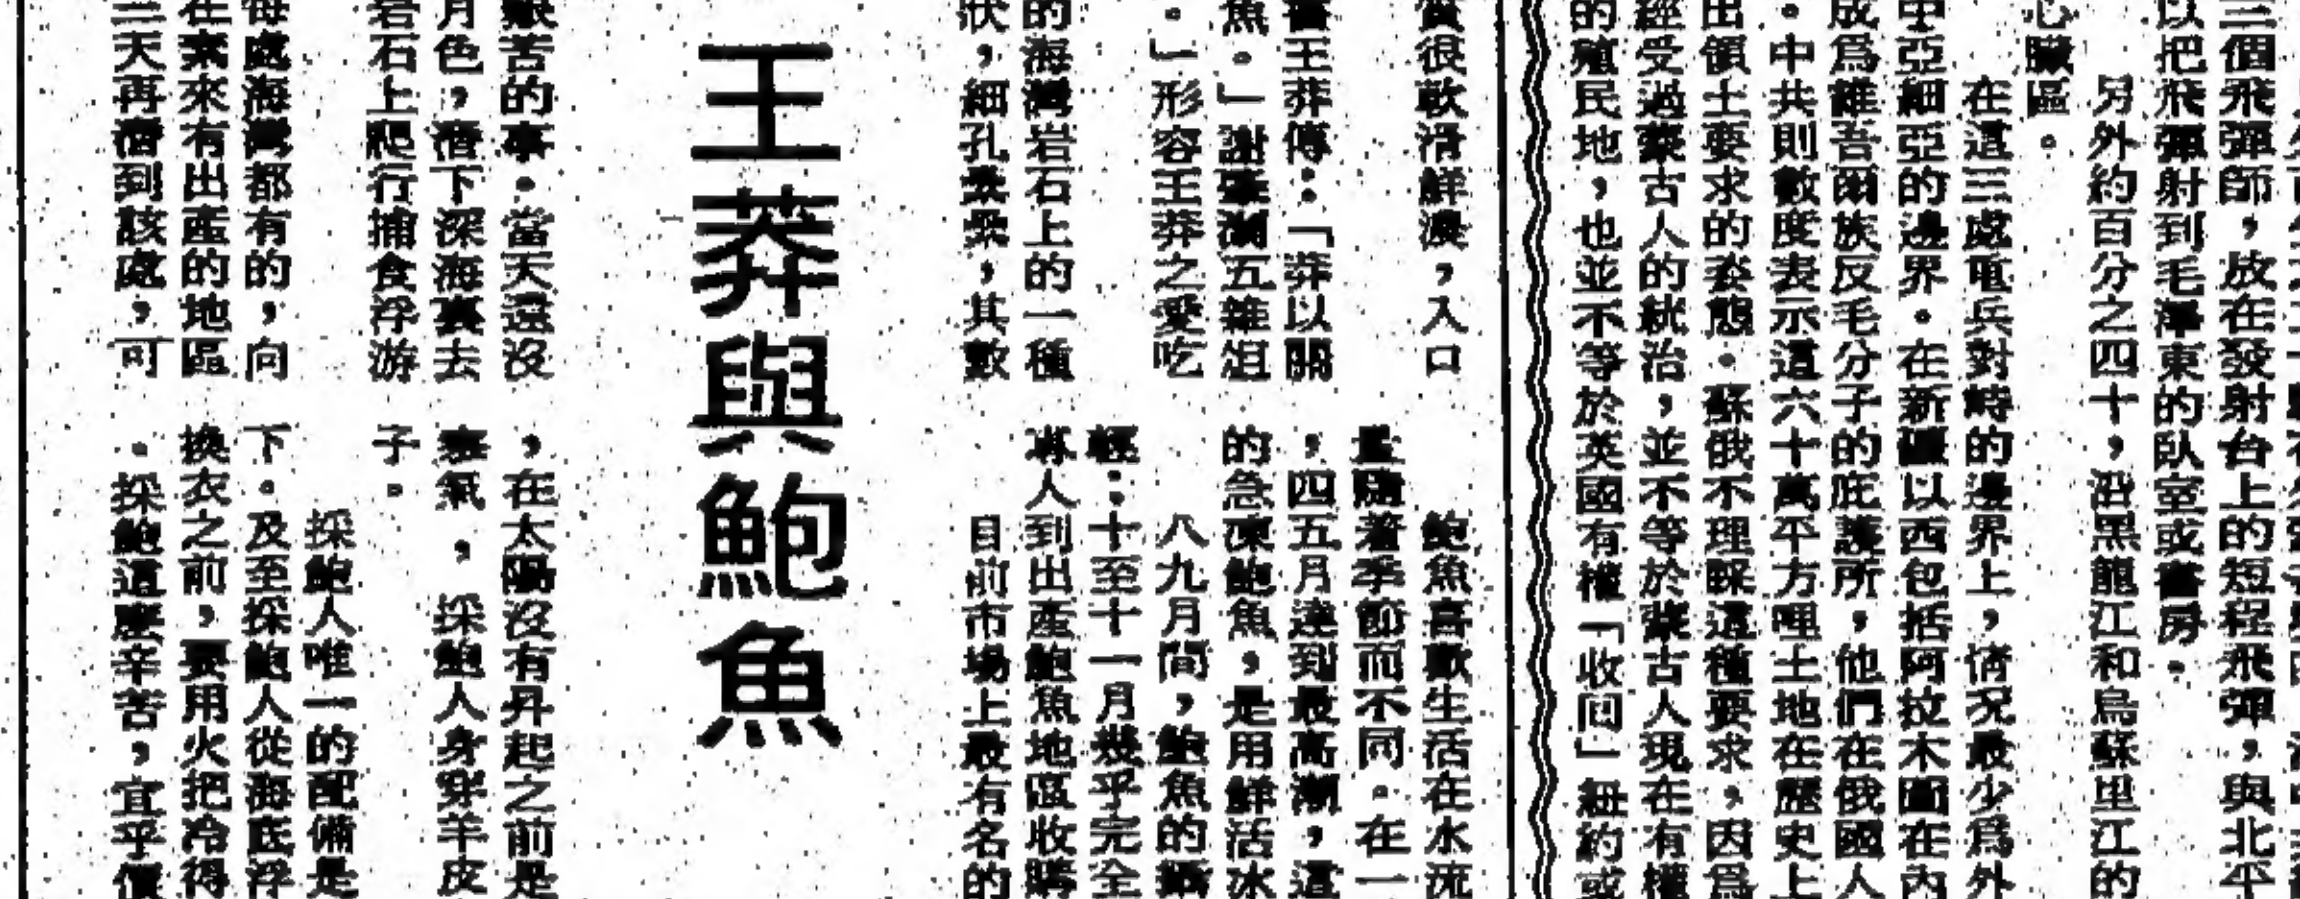 三個飛彈師，放在發射台上的短程飛彈，與北平
以把飛彈射到毛澤東的臥室或書房。
另外約百分之四十，沿黑龍江和烏蘇里江的
心臟區。
在這三處電兵對峙的邊界上，情況最少爲外
中亞細亞的邊界。在新疆以西包括阿拉木圖在內
成爲維吾爾族反毛分子的庇護所，他們在俄國人
。中共則數度表示這六十萬平方哩土地在歷史上
出領土要求的姿態。蘇俄不理睬這種要求，因爲
經受過蒙古人的統治，並不等於蒙古人現在有權
的殖民地，也並不等於英國有權「收回」紐約或
質很軟滑鮮濃，入口
書王莽傳：「莽以
魚。」謝肇淛五雜俎
。」形容王莽之愛吃
的海灣岩石上的一種
狀，細孔纍纍，其數
鮑魚喜歡生活在水流
量隨着季節而不同。在一
，四五月達到最高潮，這
的急凍鮑魚，是用鮮活冰
八九月間，鮑魚的
輕：十至十一月幾乎完全
專人到出產鮑魚地區收購
目前市場上最有名的
王莽與鮑魚
艱苦的事。當天還沒
月色，潛下深海裏去
岩石上爬行捕食浮游
每處海灣都有的，向
在素來有出產的地區
三天再潛到該處，可
，在太陽沒有升起之前是
寒氣，採鮑人身穿羊皮
子。
採鮑人唯一的配備是
下。及至採鮑人從海底浮
換衣之前，要用火把冷得
。採鮑這麼辛苦，宜乎價